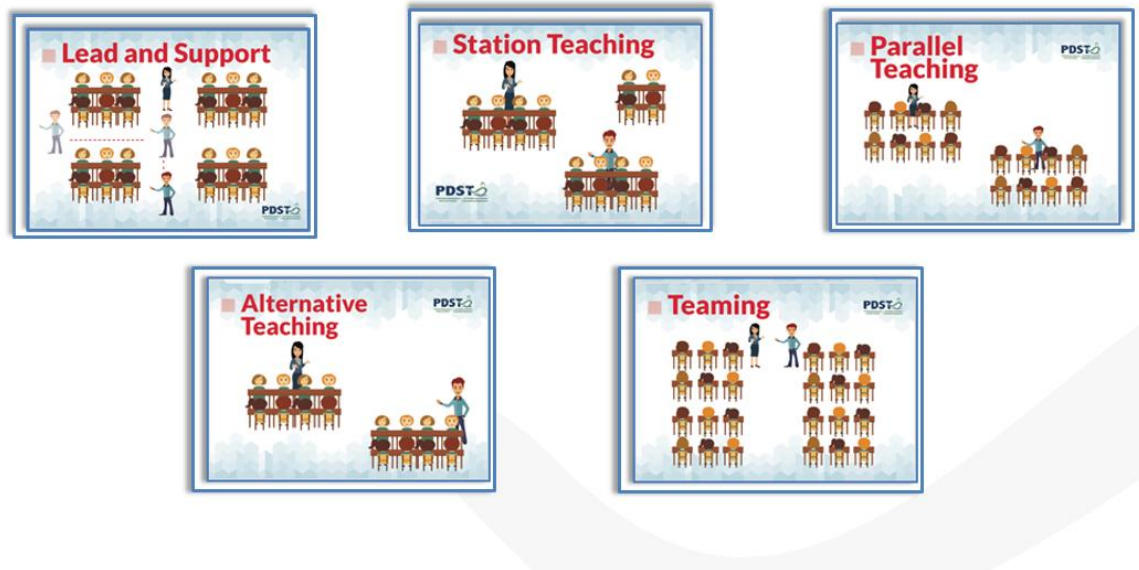 Lead and Support
PDST
Station Teaching
PDST
Parallel
Teaching
PDST
Alternative
Teaching
PDST
Teaming
PDST